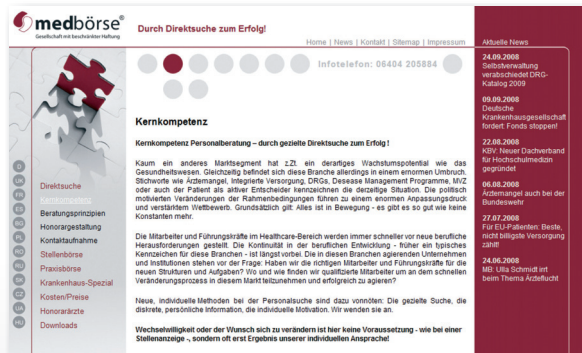 medbörse®
Gesellschaft mit beschränkter Haftung
Durch Direktsuche zum Erfolg!
Home | News | Kontakt | Sitemap | Impressum
Infotelefon: 06404 205884
D
UK
FR
ES
BG
PL
RO
RU
SK
CZ
UA
HU
Direktsuche
Kernkompetenz
Beratungsprinzipien
Honorargestaltung
Kontaktaufnahme
Stellenbörse
Praxisbörse
Krankenhaus-Spezial
Kosten/Preise
Honorarärzte
Downloads
Kernkompetenz
Kernkompetenz Personalberatung – durch gezielte Direktsuche zum Erfolg !
Kaum ein anderes Marktsegment hat z.Zt. ein derartiges Wachstumspotential wie das
Gesundheitswesen. Gleichzeitig befindet sich diese Branche allerdings in einem enormen Umbruch.
Stichworte wie Ärztemangel, Integrierte Versorgung, DRGs, Desease Management Programme, MVZ
oder auch der Patient als aktiver Entscheider kennzeichnen die derzeitige Situation. Die politisch
motivierten Veränderungen der Rahmenbedingungen führen zu einem enormen Anpassungsdruck
und verstärktem Wettbewerb. Grundsätzlich gilt: Alles ist in Bewegung - es gibt es so gut wie keine
Konstanten mehr.
Die Mitarbeiter und Führungskräfte im Healthcare-Bereich werden immer schneller vor neue berufliche
Herausforderungen gestellt. Die Kontinuität in der beruflichen Entwicklung - früher ein typisches
Kennzeichen für diese Branchen - ist längst vorbei. Die in diesen Branchen agierenden Unternehmen
und Institutionen stehen vor der Frage: Haben wir die richtigen Mitarbeiter und Führungskräfte für die
neuen Strukturen und Aufgaben? Wo und wie finden wir qualifizierte Mitarbeiter um an dem schnellen
Veränderungsprozess in diesem Markt teilzunehmen und erfolgreich zu agieren?
Neue, individuelle Methoden bei der Personalsuche sind dazu vonnöten: Die gezielte Suche, die
diskrete, persönliche Information, die individuelle Motivation. Wir wenden sie an.
Wechselwilligkeit oder der Wunsch sich zu verändern ist hier keine Voraussetzung - wie bei einer
Stellenanzeige -, sondern oft erst Ergebnis unserer individuellen Ansprache!
Aktuelle News
24.09.2008
Selbstverwaltung
verabschiedet DRG-
Katalog 2009
09.09.2008
Deutsche
Krankenhausgesellschaft
fordert: Fonds stoppen!
22.08.2008
KBV: Neuer Dachverband
für Hochschulmedizin
gegründet
06.08.2008
Ärztemangel auch bei der
Bundeswehr
27.07.2008
Für EU-Patienten: Beste,
nicht billigste Versorgung
zählt!
24.06.2008
MB: Ulla Schmidt irrt
beim Thema Ärzteflucht